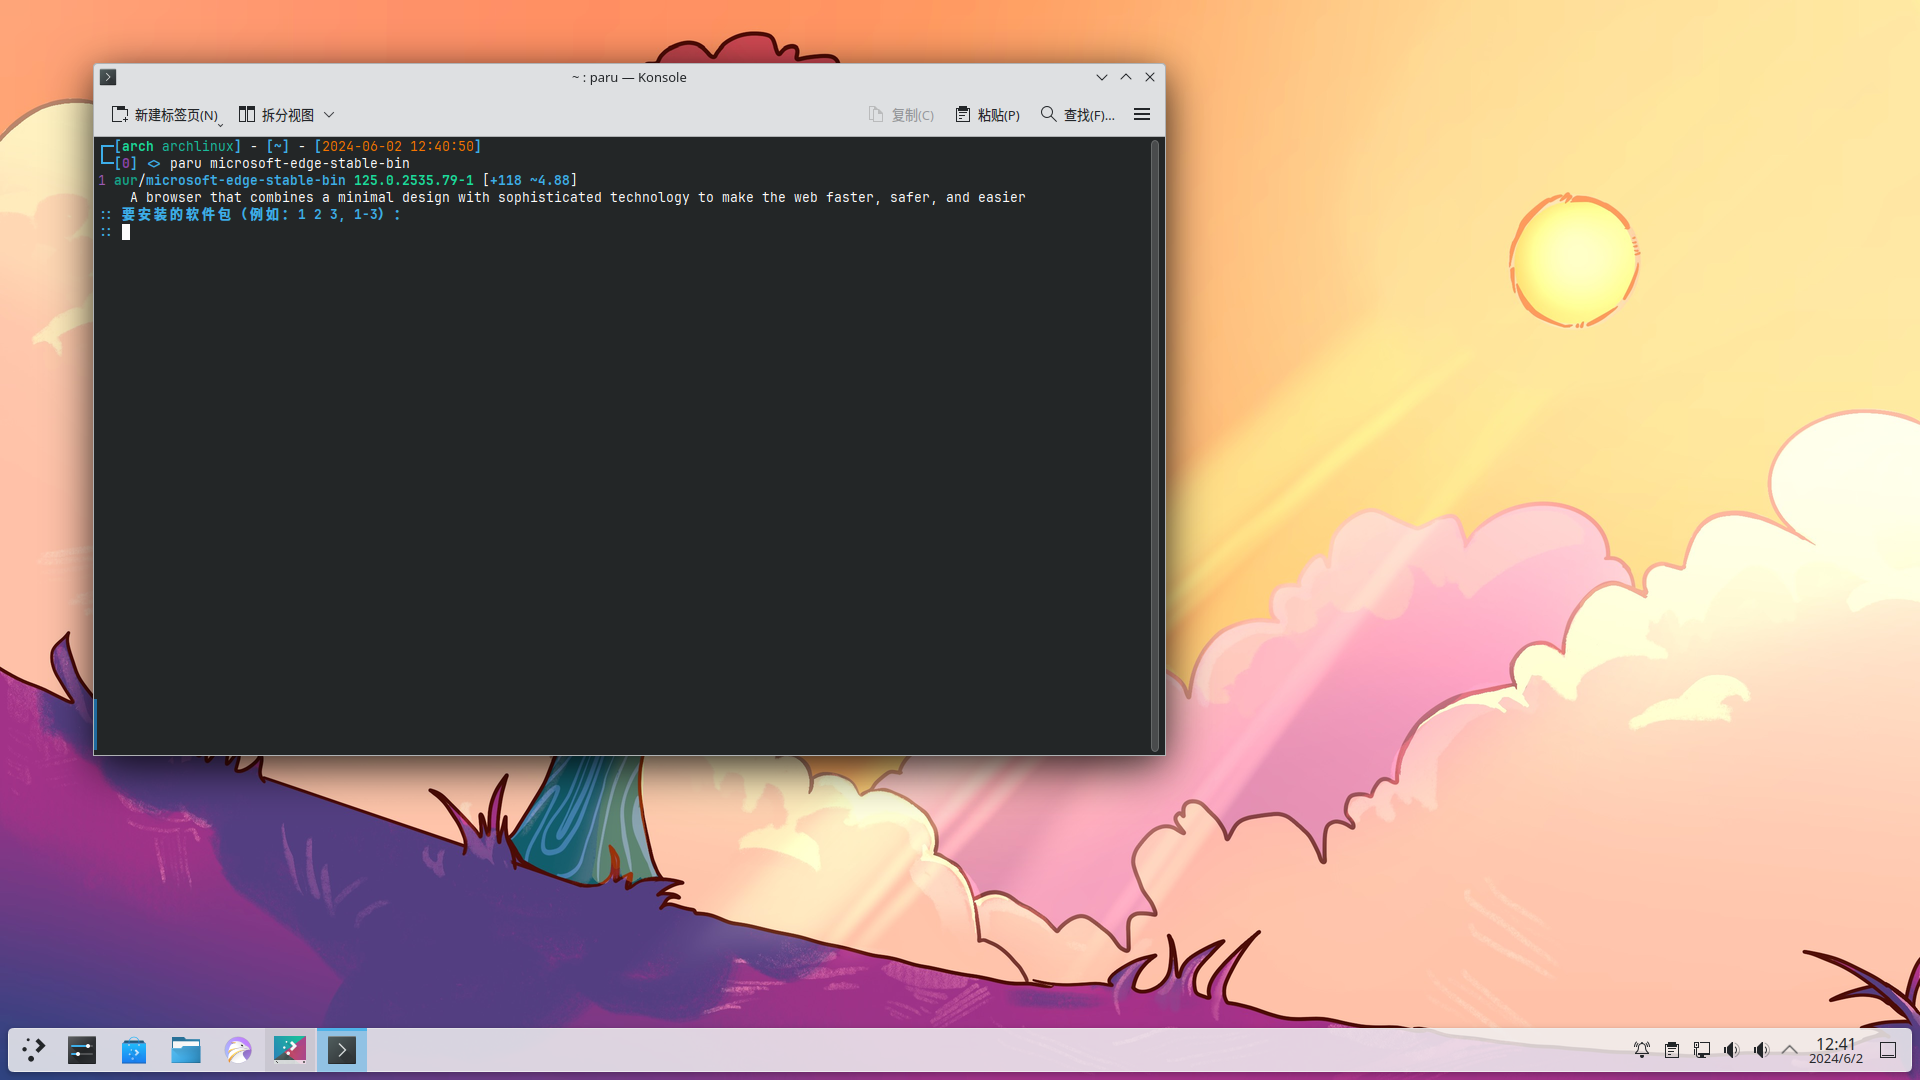 ~ : paru — Konsole
新建标签页(N) 拆分视图 复制(C) 粘贴(P) 查找(F)...
[arch archlinux] - [~] - [2024-06-02 12:40:50]
[0] <> paru microsoft-edge-stable-bin
1 aur/microsoft-edge-stable-bin 125.0.2535.79-1 [+118 ~4.88]
A browser that combines a minimal design with sophisticated technology to make the web faster, safer, and easier
:: 要安装的软件包（例如：1 2 3, 1-3）：
::
12:41
2024/6/2